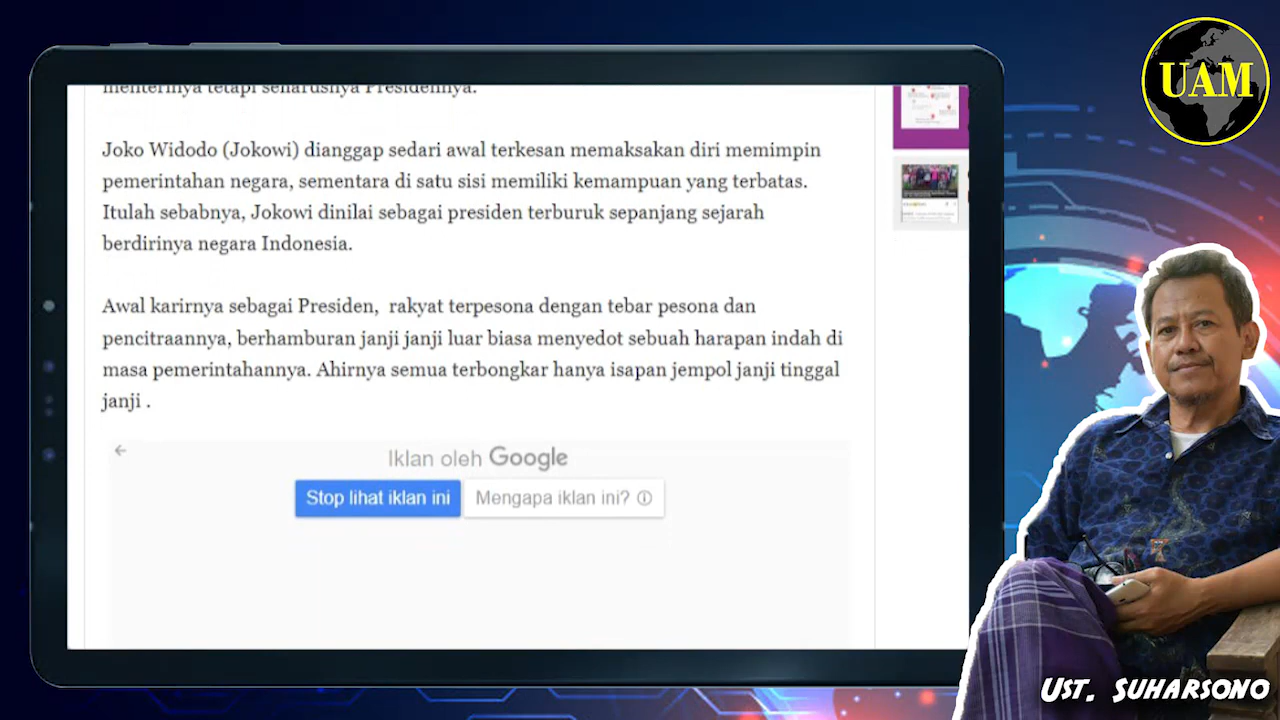 menterinya tetapi seharusnya Presidennya.
Joko Widodo (Jokowi) dianggap sedari awal terkesan memaksakan diri memimpin
pemerintahan negara, sementara di satu sisi memiliki kemampuan yang terbatas.
Itulah sebabnya, Jokowi dinilai sebagai presiden terburuk sepanjang sejarah
berdirinya negara Indonesia.
Awal karirnya sebagai Presiden,  rakyat terpesona dengan tebar pesona dan
pencitraannya, berhamburan janji janji luar biasa menyedot sebuah harapan indah di
masa pemerintahannya. Ahirnya semua terbongkar hanya isapan jempol janji tinggal
janji .
Iklan oleh Google
Stop lihat iklan ini
Mengapa iklan ini?
UAM
UST. SUHARSONO